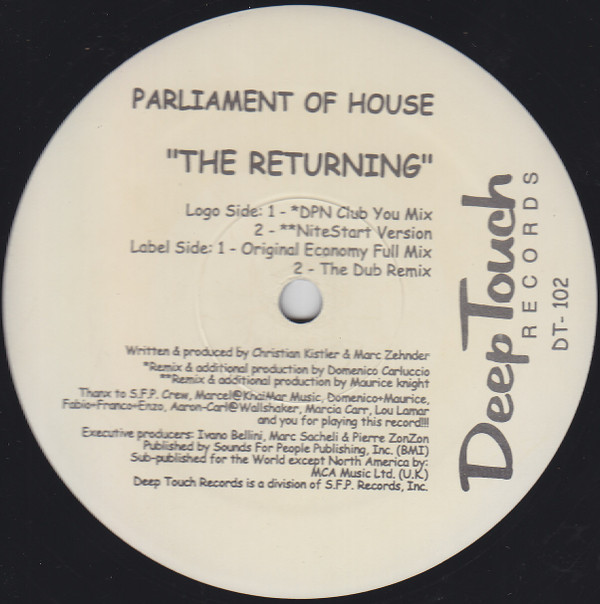 PARLIAMENT OF HOUSE
"THE RETURNING"
Logo Side: 1 - *DPN Club You Mix
2 - **NiteStart Version
Label Side: 1 - Original Economy Full Mix
2 - The Dub Remix
Written & produced by Christian Kistler & Marc Zehnder
*Remix & additional production by Domenico Carluccio
**Remix & additional production by Maurice knight
Thanx to S.F.P. Crew, Marcel@KhaiMar Music, Domenico+Maurice,
Fabio+Franco+Enzo, Aaron-Carl@Wallshaker, Marcia Carr, Lou Lamar
and you for playing this record!!!
Executive producers: Ivano Bellini, Marc Sacheli & Pierre ZonZon
Published by Sounds For People Publishing, Inc. (BMI)
Sub-published for the World except North America by:
MCA Music Ltd. (U.K.)
Deep Touch Records is a division of S.F.P. Records, Inc.
Deep Touch
RECORDS
DT-102